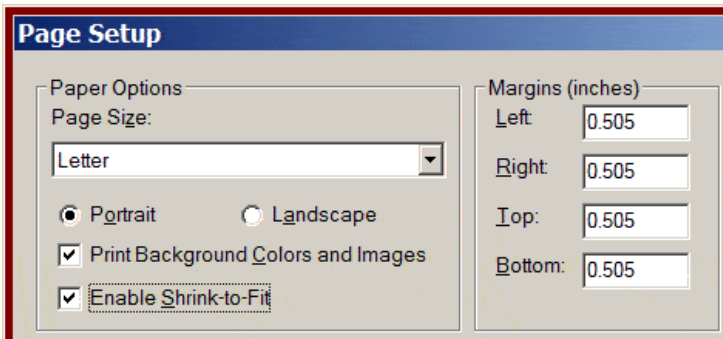 Page Setup
Paper Options
Page Size:
Letter
Portrait Landscape
Print Background Colors and Images
Enable Shrink-to-Fit
Margins (inches)
Left: 0.505
Right: 0.505
Top: 0.505
Bottom: 0.505